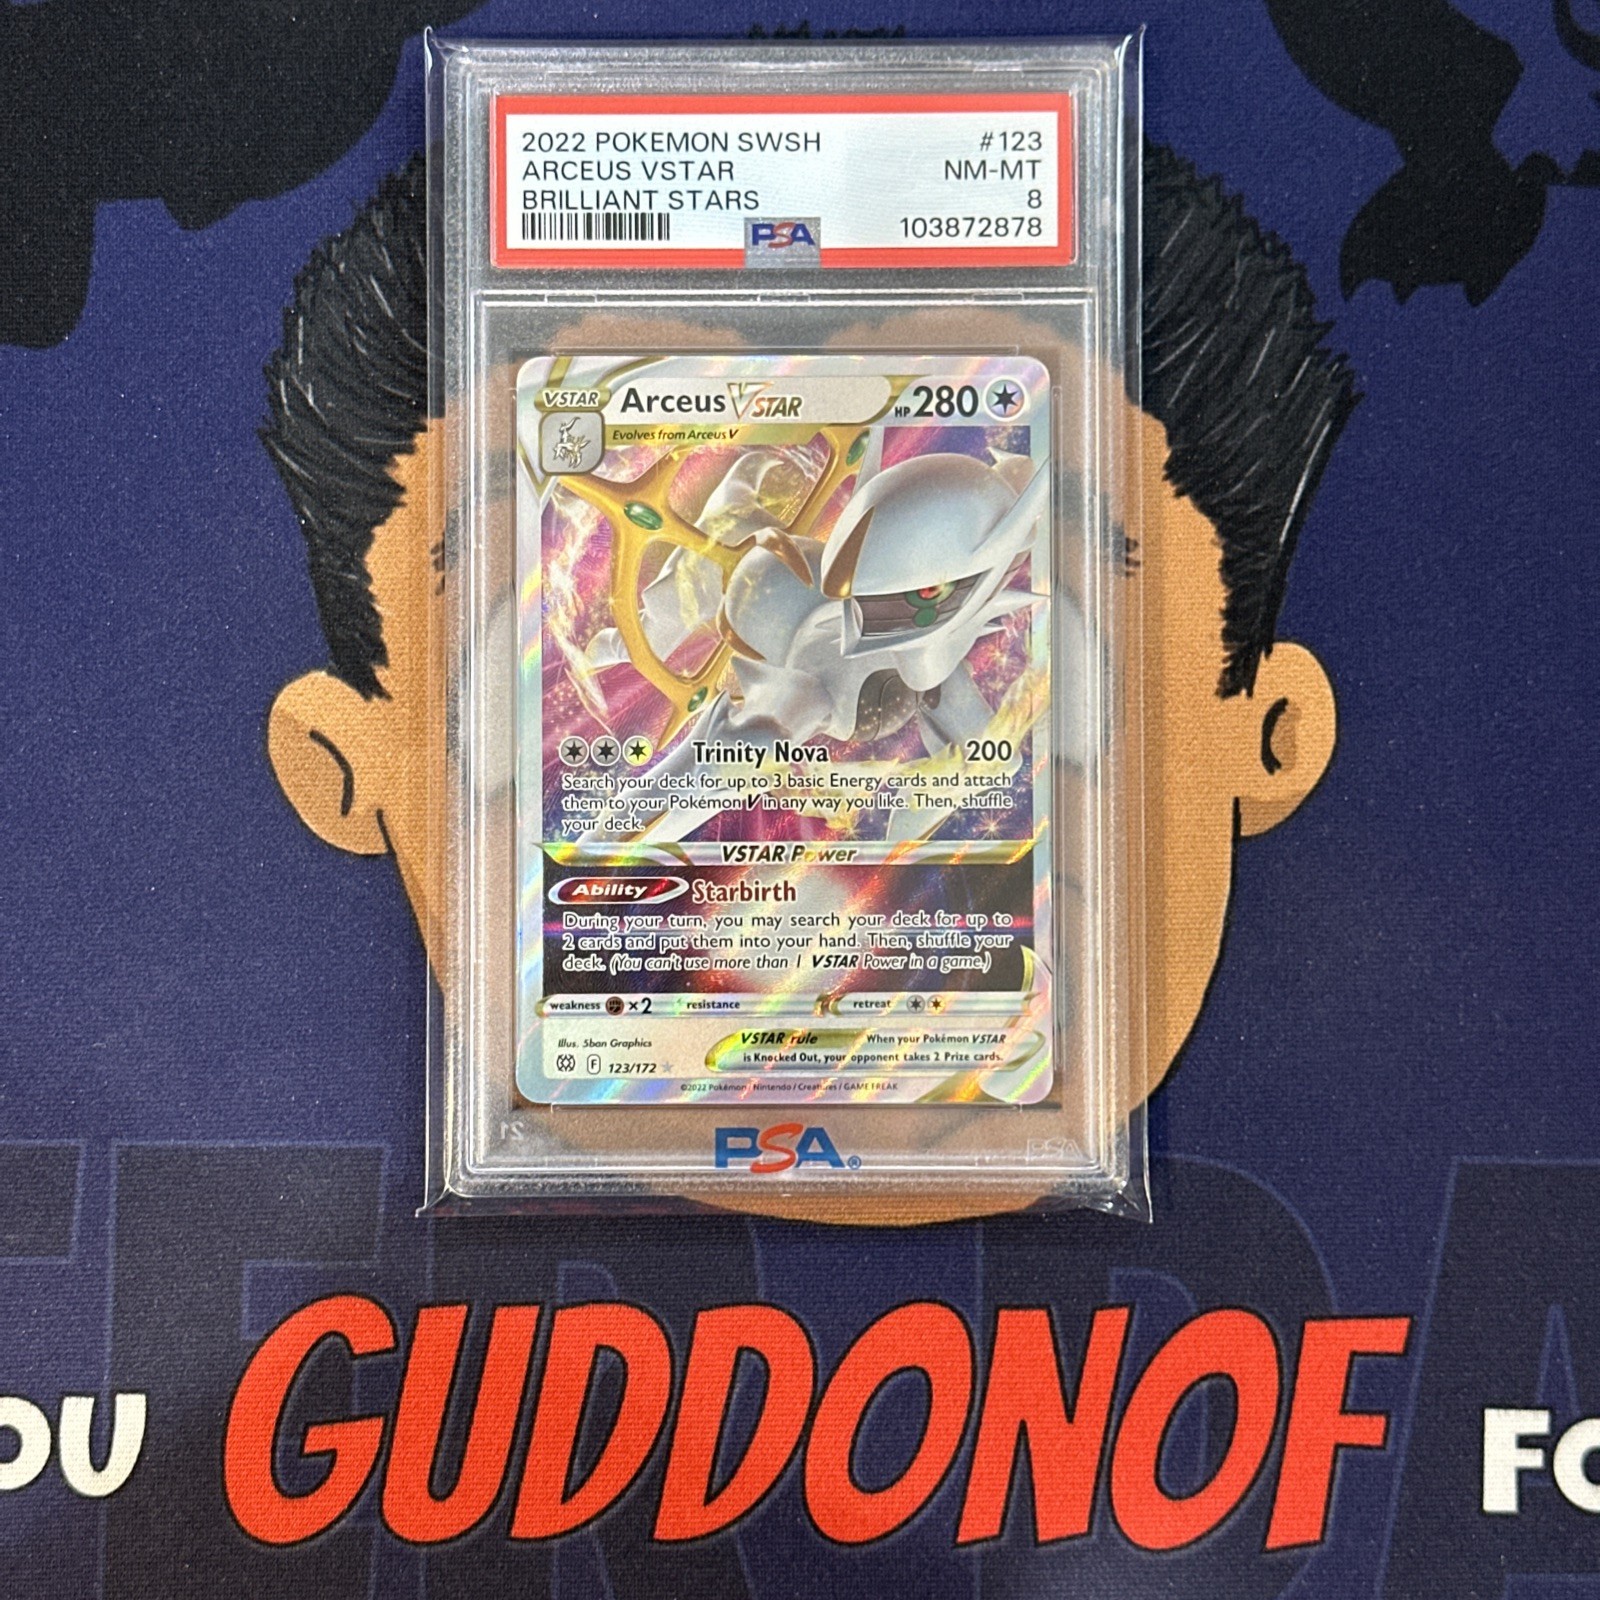 2022 POKEMON SWSH #123
ARCEUS VSTAR NM-MT
BRILLIANT STARS 8
PSA 103872878
VSTAR Arceus VSTAR HP 280
Evolves from Arceus V
Trinity Nova 200
Search your deck for up to 3 basic Energy cards and attach
them to your Pokémon V in any way you like. Then, shuffle
your deck.
VSTAR Power
Ability Starbirth
During your turn, you may search your deck for up to
2 cards and put them into your hand. Then, shuffle your
deck. (You can't use more than 1 VSTAR Power in a game.)
weakness ×2 resistance retreat
Illus. 5ban Graphics
VSTAR rule When your Pokémon VSTAR
is Knocked Out, your opponent takes 2 Prize cards.
F 123/172
©2022 Pokémon / Nintendo / Creatures / GAME FREAK
21 PSA® PSA
OU GUDDONOF FO